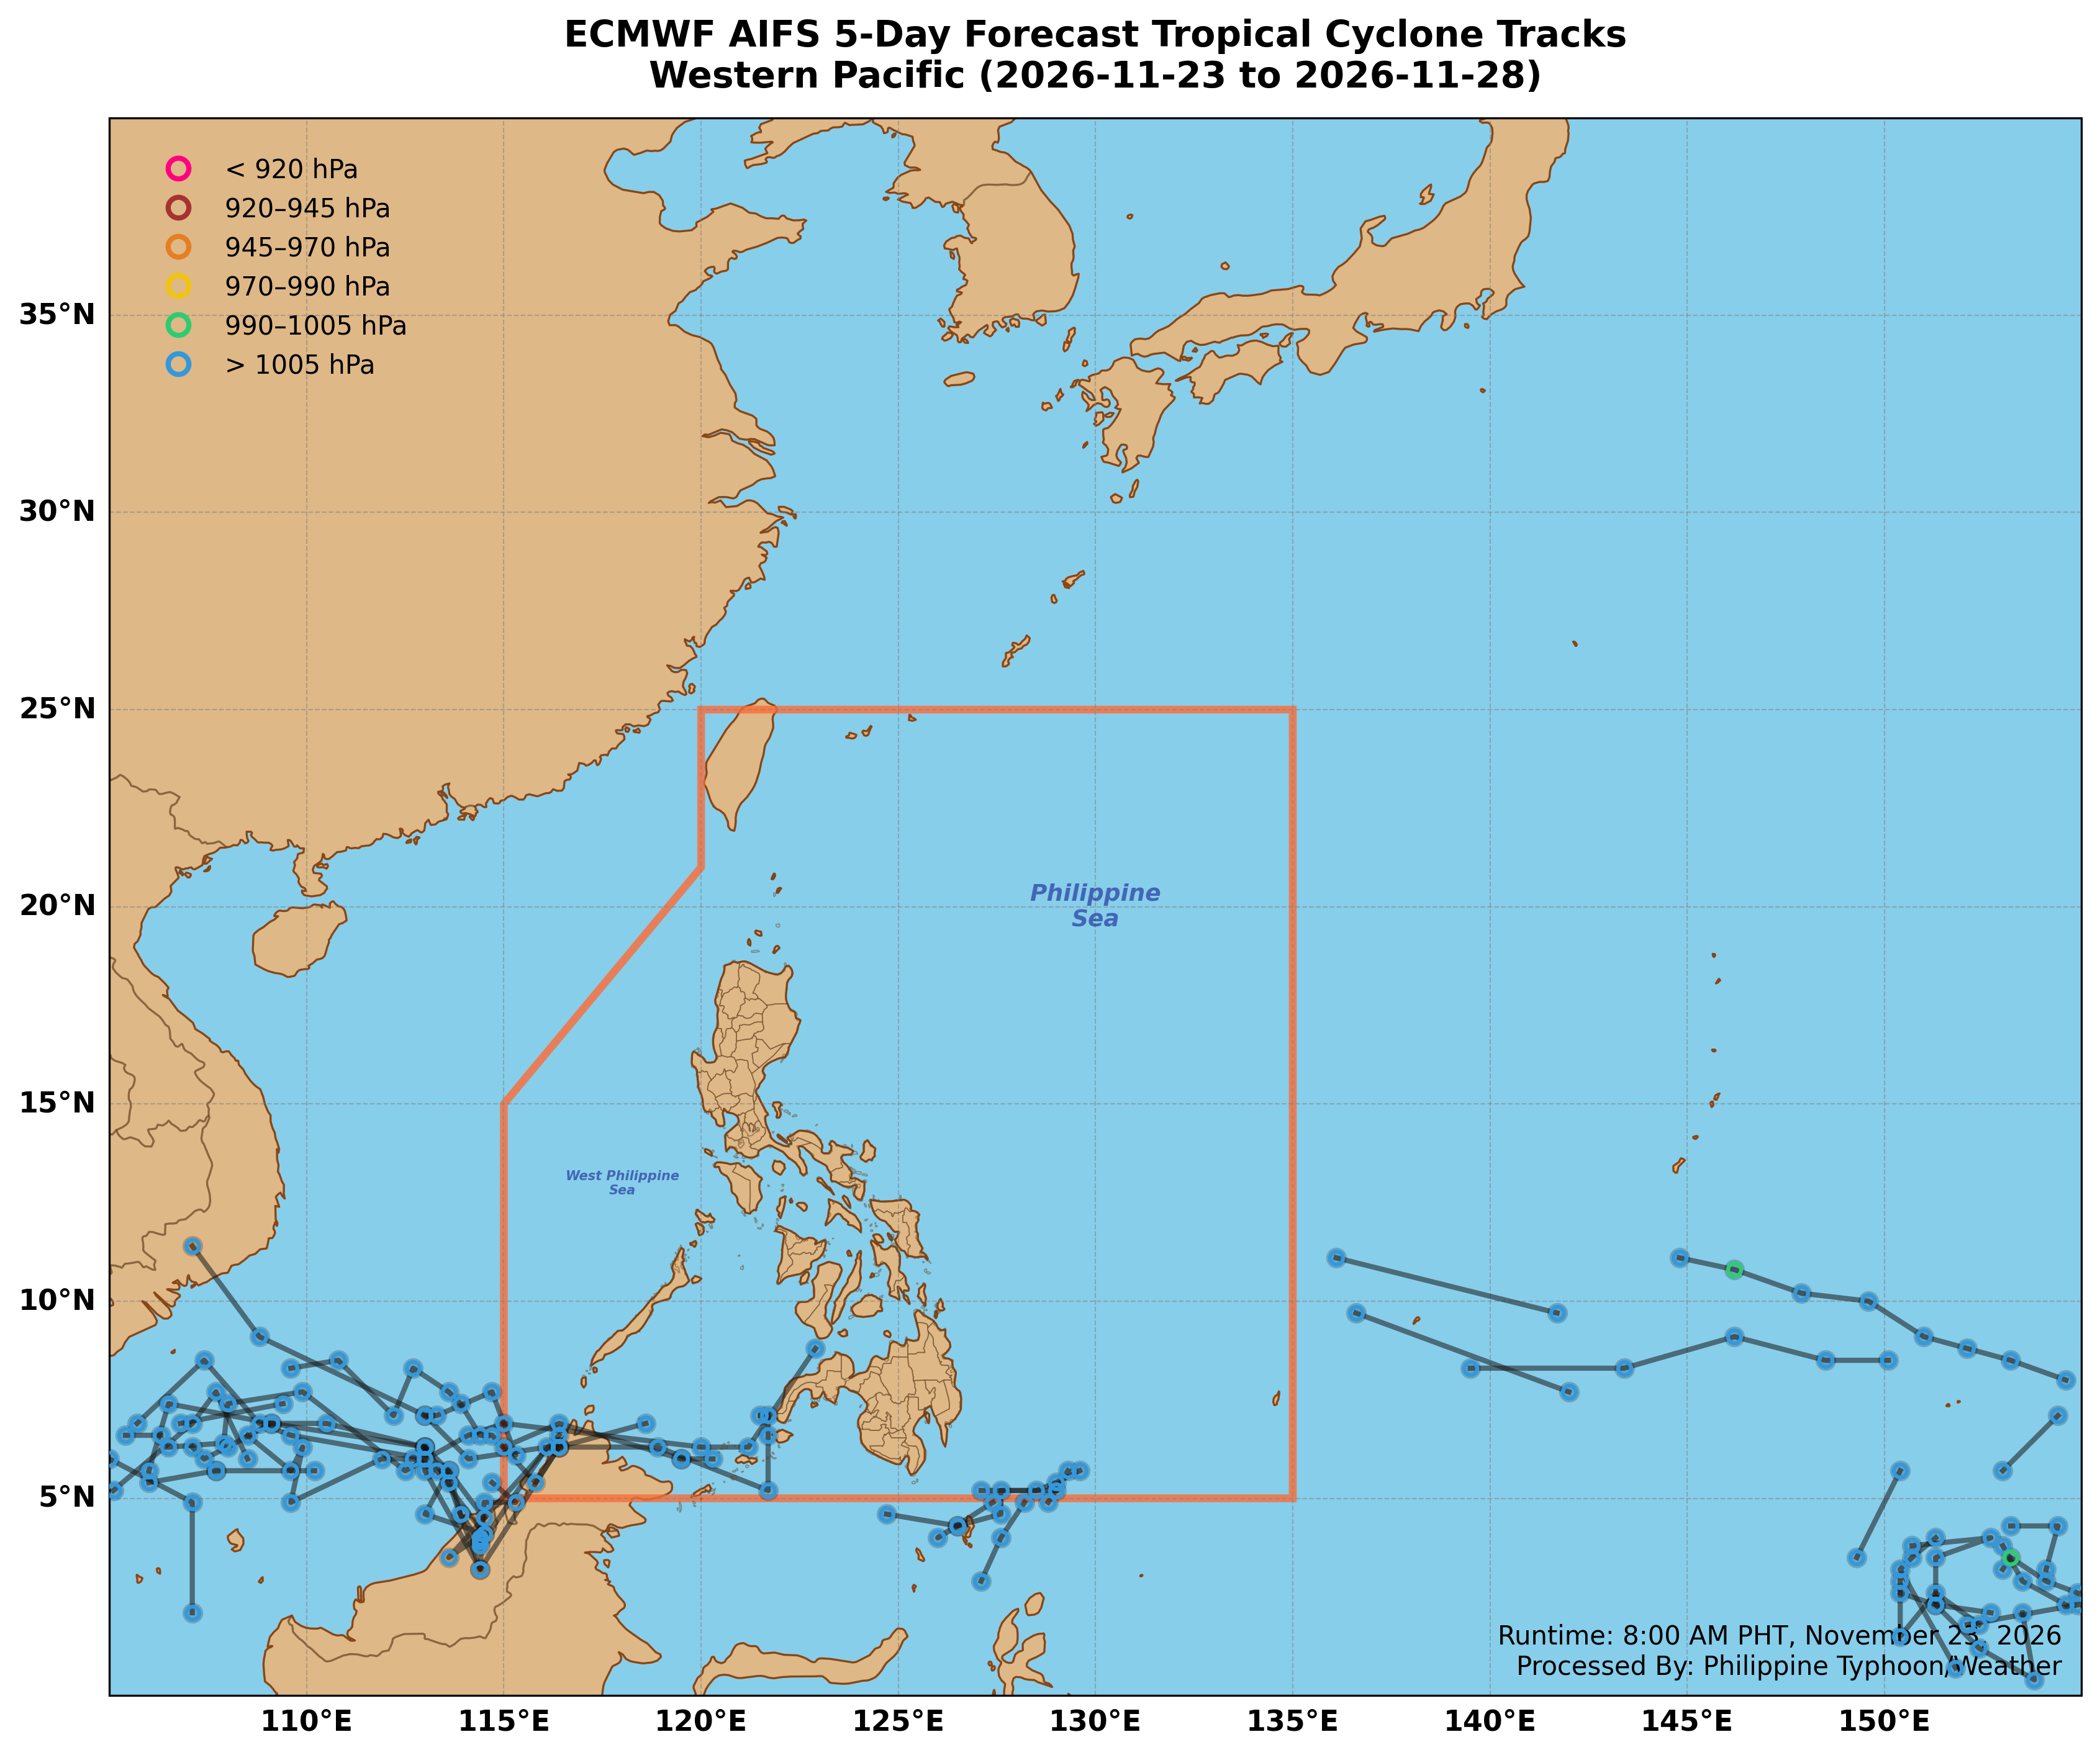 ECMWF AIFS 5-Day Forecast Tropical Cyclone Tracks
Western Pacific (2026-11-23 to 2026-11-28)
< 920 hPa
920–945 hPa
945–970 hPa
970–990 hPa
990–1005 hPa
> 1005 hPa
35°N
30°N
25°N
20°N
15°N
10°N
5°N
Philippine
Sea
West Philippine
Sea
Runtime: 8:00 AM PHT, November 23, 2026
Processed By: Philippine Typhoon/Weather
110°E
115°E
120°E
125°E
130°E
135°E
140°E
145°E
150°E